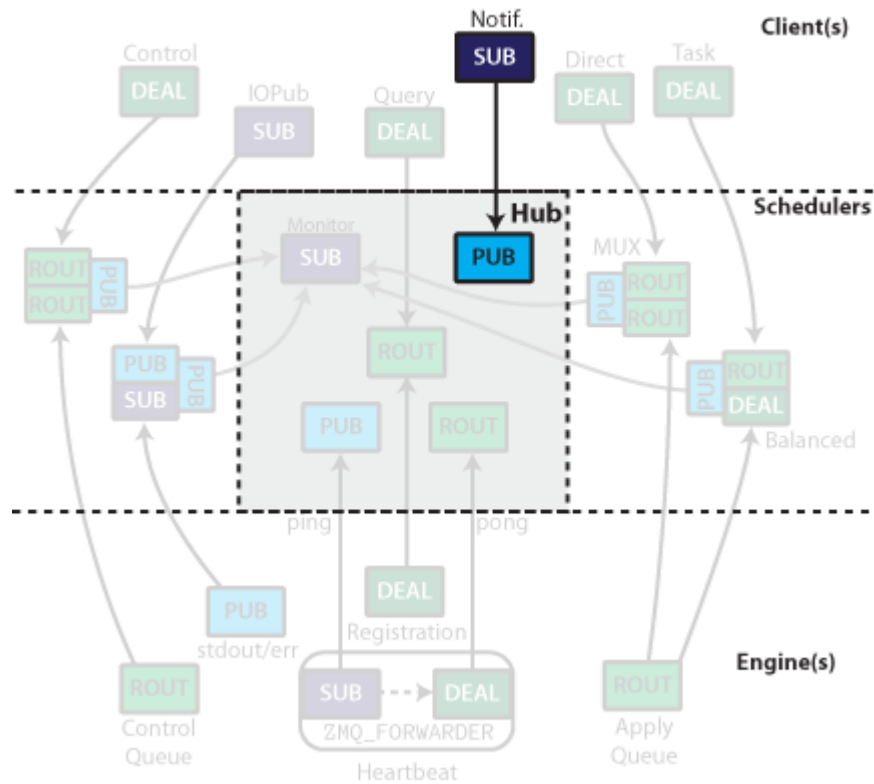 Notif.
Client(s)
SUB
Control
DEAL
IOPub
SUB
Query
DEAL
Direct
DEAL
Task
DEAL
Schedulers
Hub
Monitor
SUB
PUB
MUX
ROUT
ROUT
PUB
PUB
ROUT
ROUT
ROUT
PUB
SUB
PUB
PUB
ROUT
DEAL
Balanced
PUB
ROUT
ping
pong
DEAL
Registration
PUB
stdout/err
Engine(s)
ROUT
Control
Queue
SUB
DEAL
ZMQ_FORWARDER
Heartbeat
ROUT
Apply
Queue